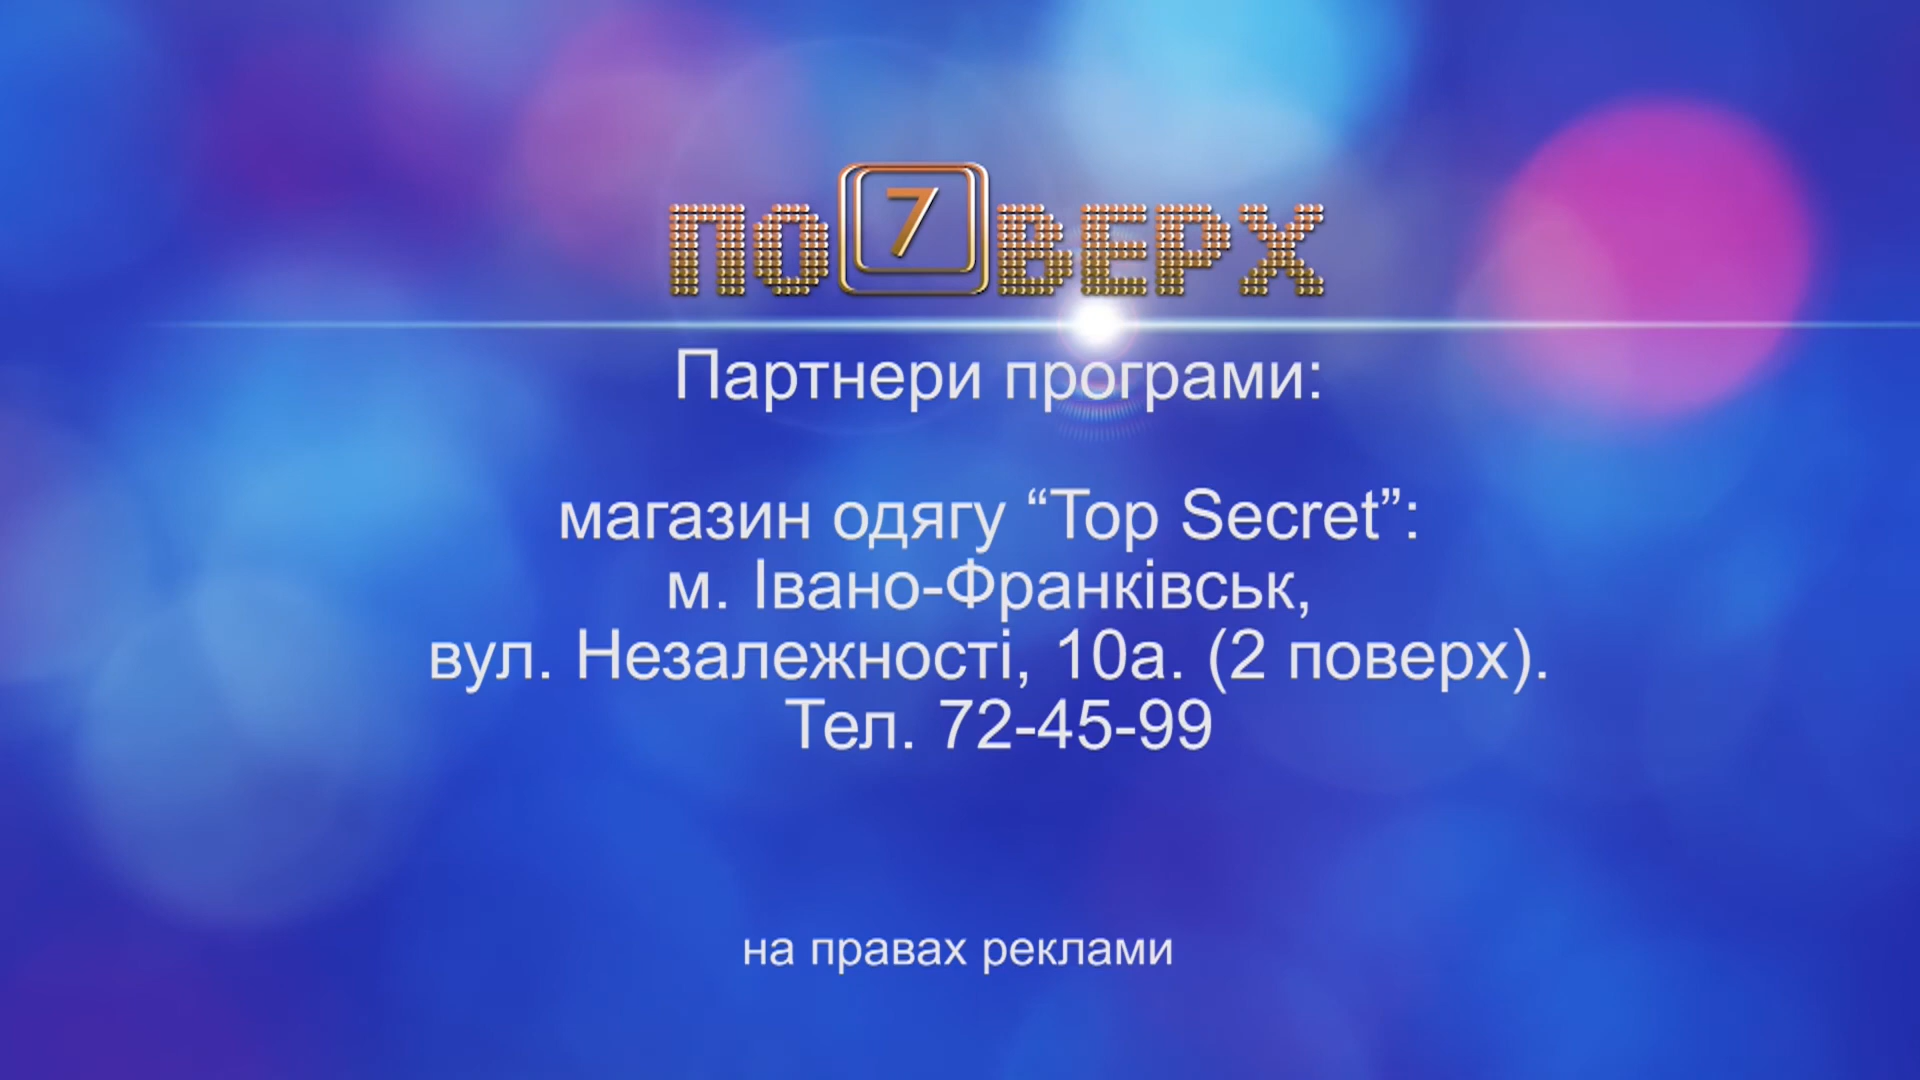 ПО7ВЕРХ
Партнери програми:
магазин одягу “Top Secret”:
м. Івано-Франківськ,
вул. Незалежності, 10а. (2 поверх).
Тел. 72-45-99
на правах реклами